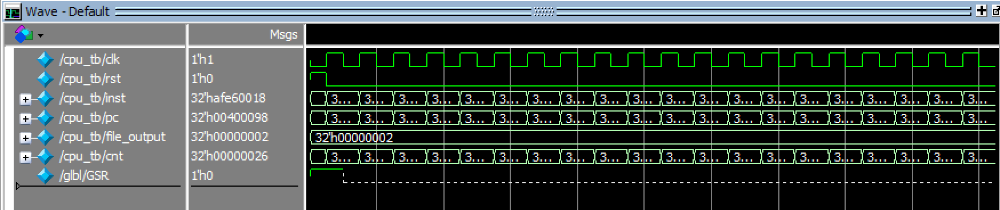 Wave - Default
Msgs
/cpu_tb/clk 1'h1
/cpu_tb/rst 1'h0
/cpu_tb/inst 32'hafe60018 3... 3... 3... 3... 3... 3... 3... 3... 3... 3... 3... 3... 3... 3... 3... 3... 3... 3... 3... 3...
/cpu_tb/pc 32'h00400098 3... 3... 3... 3... 3... 3... 3... 3... 3... 3... 3... 3... 3... 3... 3... 3... 3... 3... 3... 3...
/cpu_tb/file_output 32'h00000002 32'h00000002
/cpu_tb/cnt 32'h00000026 3... 3... 3... 3... 3... 3... 3... 3... 3... 3... 3... 3... 3... 3... 3... 3... 3... 3... 3... 3...
/glbl/GSR 1'h0